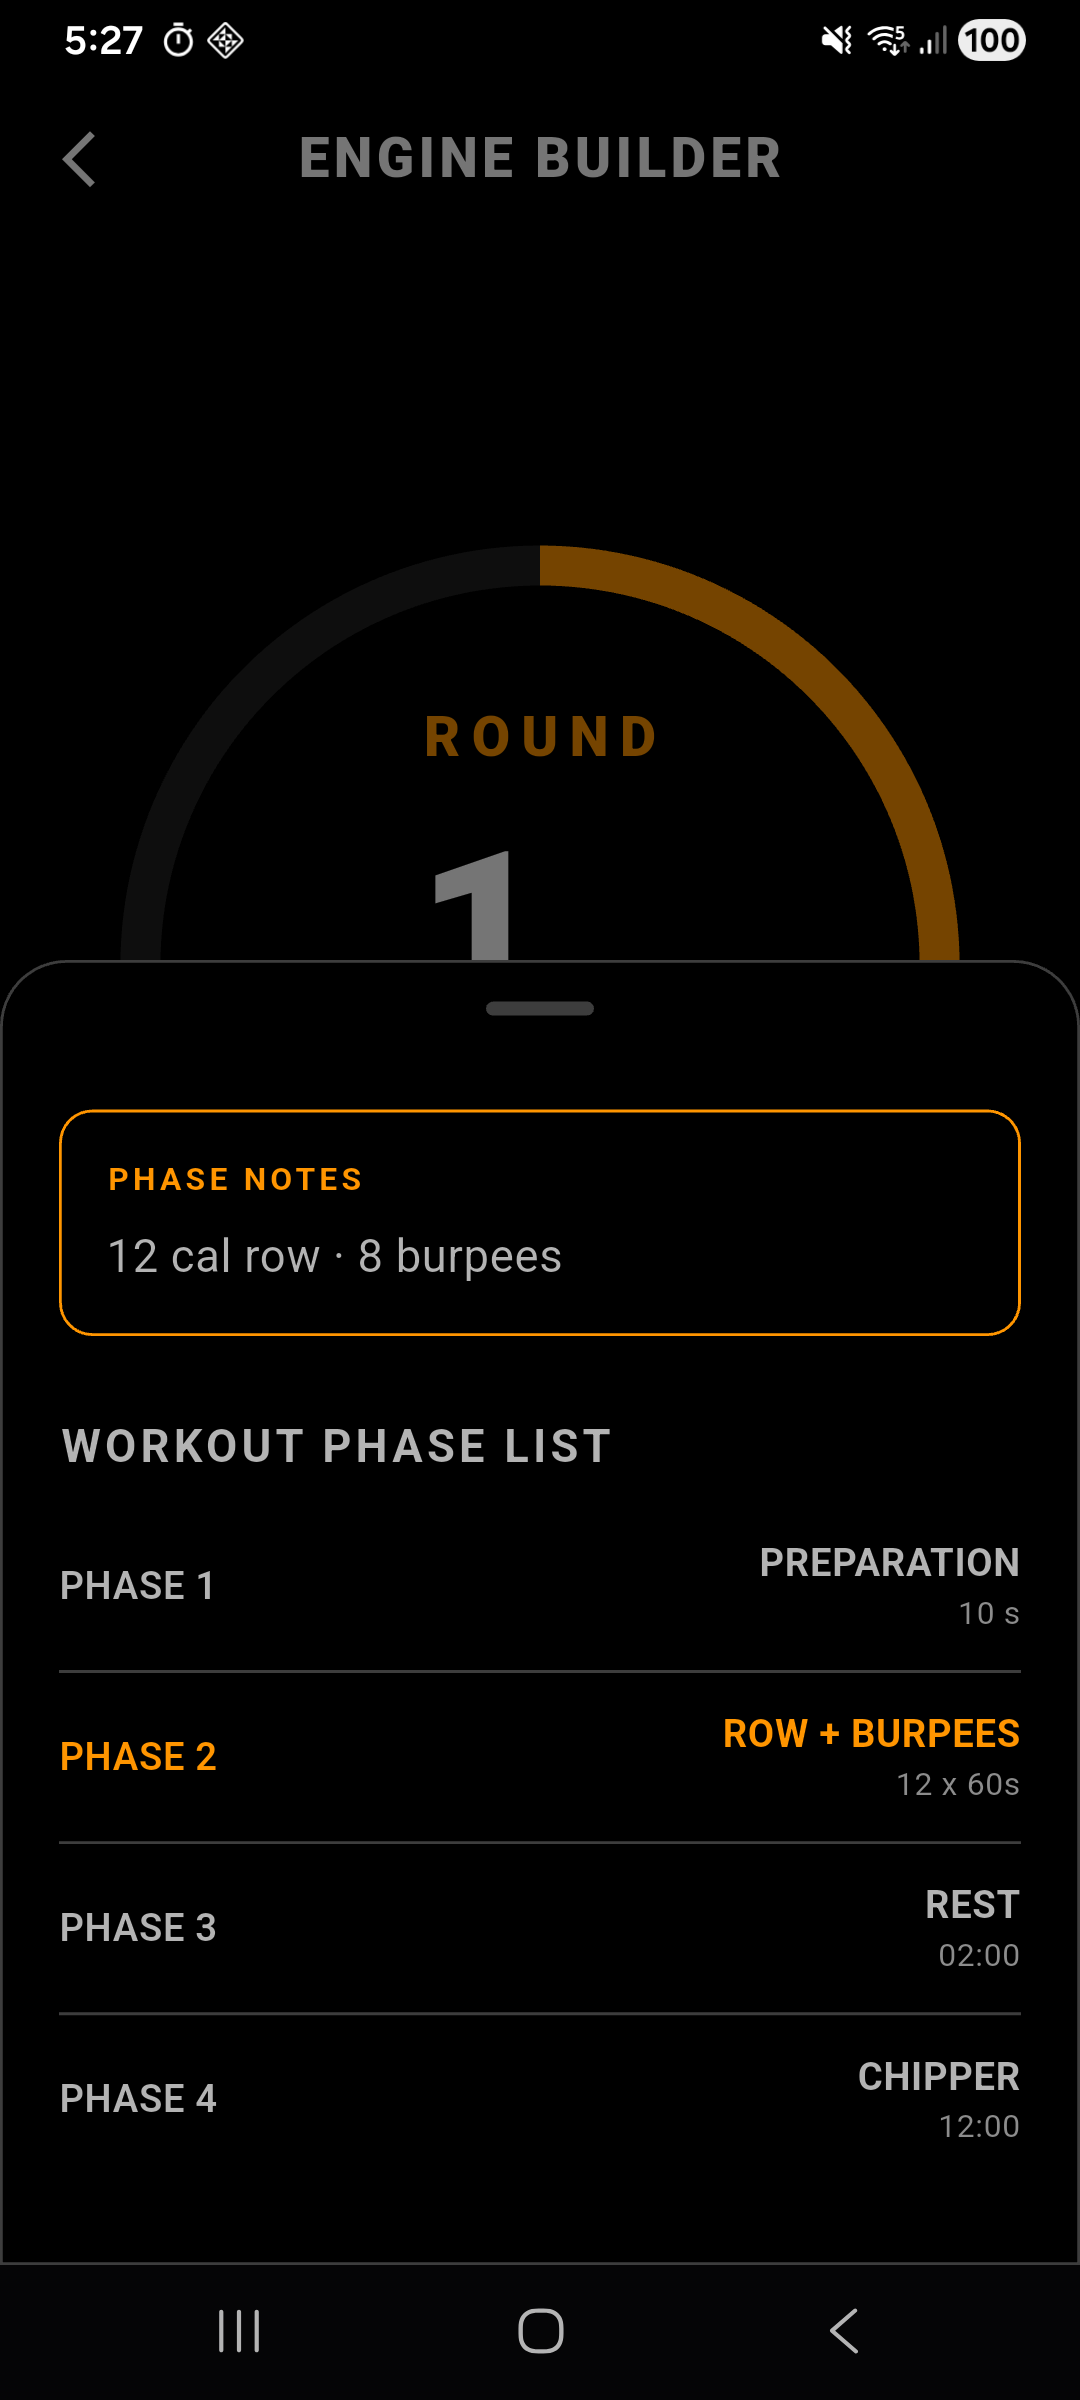 5:27
5
100
ENGINE BUILDER
ROUND
1
PHASE NOTES
12 cal row · 8 burpees
WORKOUT PHASE LIST
PHASE 1
PREPARATION
10 s
PHASE 2
ROW + BURPEES
12 x 60s
PHASE 3
REST
02:00
PHASE 4
CHIPPER
12:00